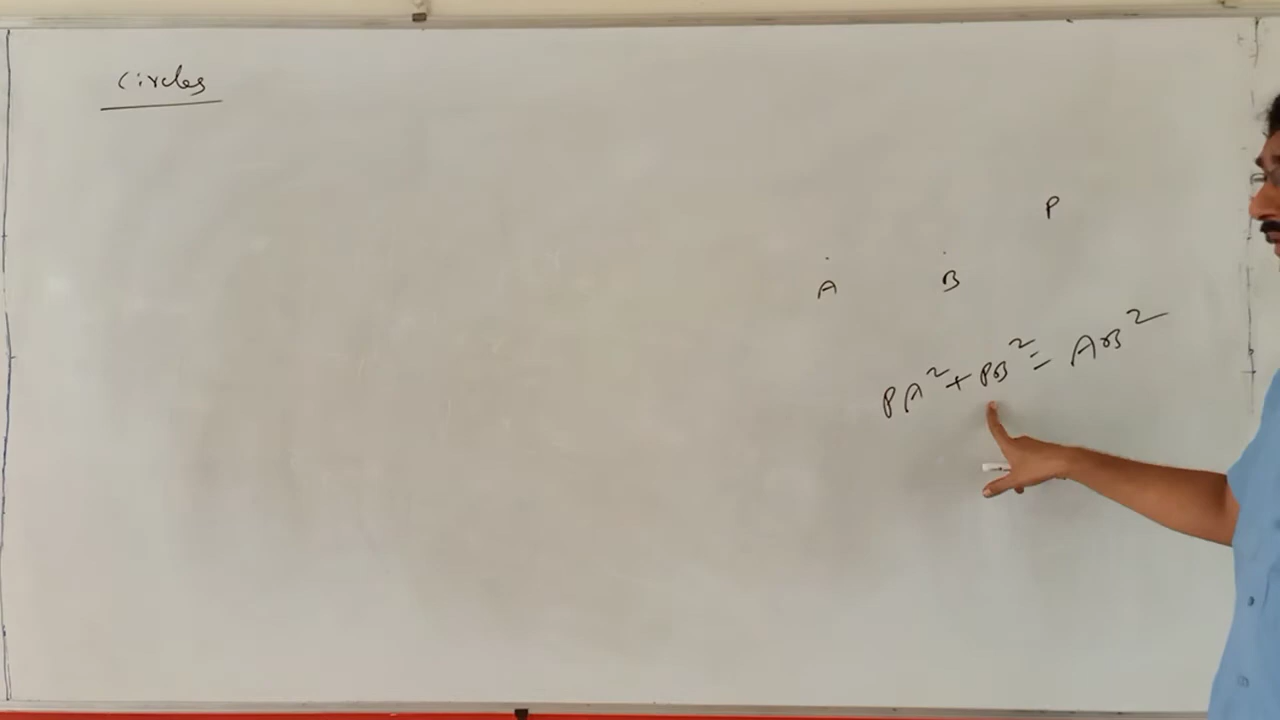 Circles
P
A B
PA² + PB² = AB²